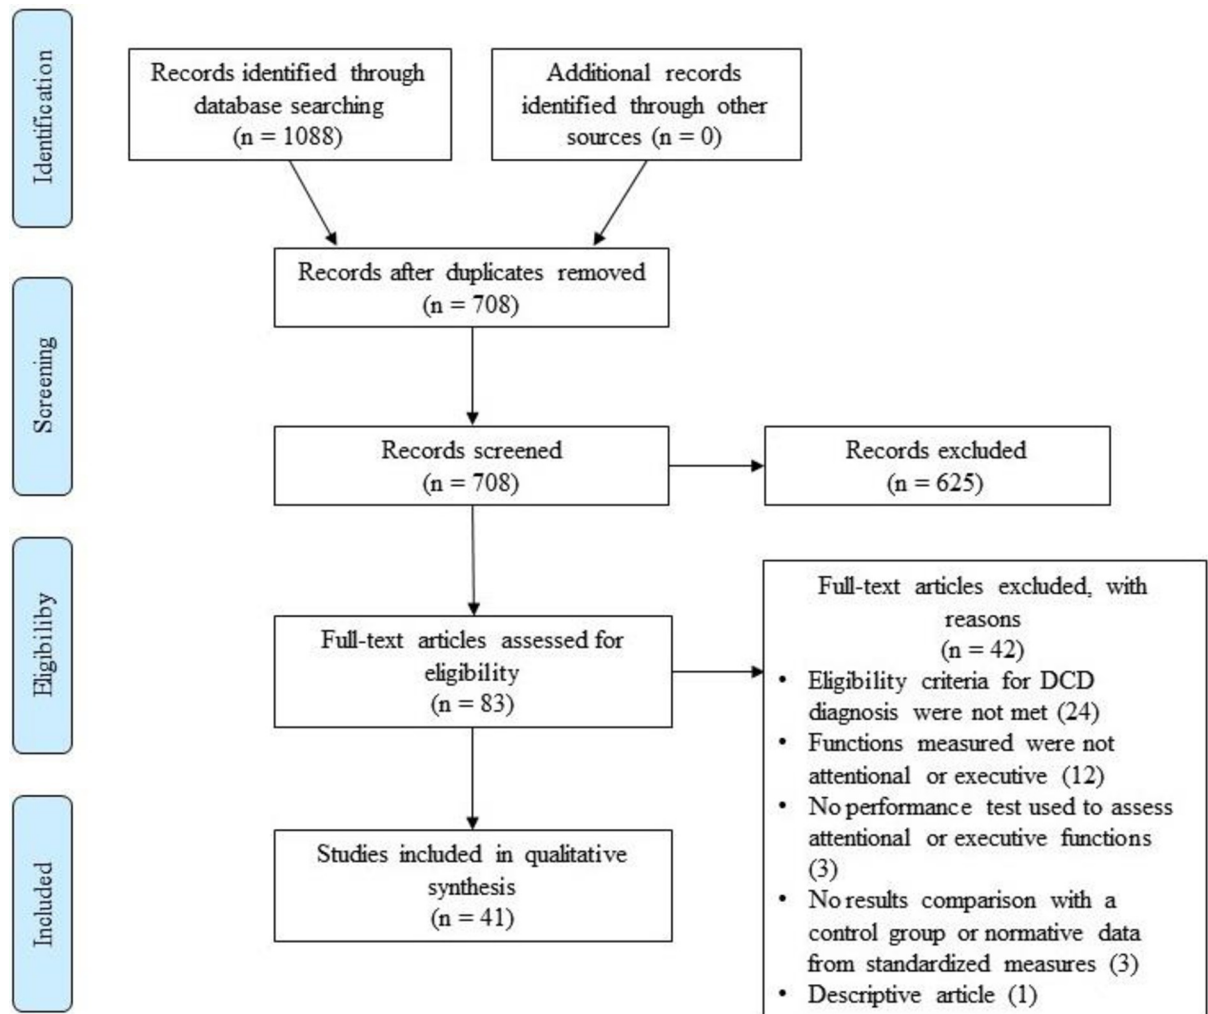 Identification
Records identified through
database searching
(n = 1088)
Additional records
identified through other
sources (n = 0)
Records after duplicates removed
(n = 708)
Screening
Records screened
(n = 708)
Records excluded
(n = 625)
Eligibiliby
Full-text articles assessed for
eligibility
(n = 83)
Full-text articles excluded, with
reasons
(n = 42)
• Eligibility criteria for DCD
diagnosis were not met (24)
• Functions measured were not
attentional or executive (12)
• No performance test used to assess
attentional or executive functions
(3)
• No results comparison with a
control group or normative data
from standardized measures (3)
• Descriptive article (1)
Included
Studies included in qualitative
synthesis
(n = 41)